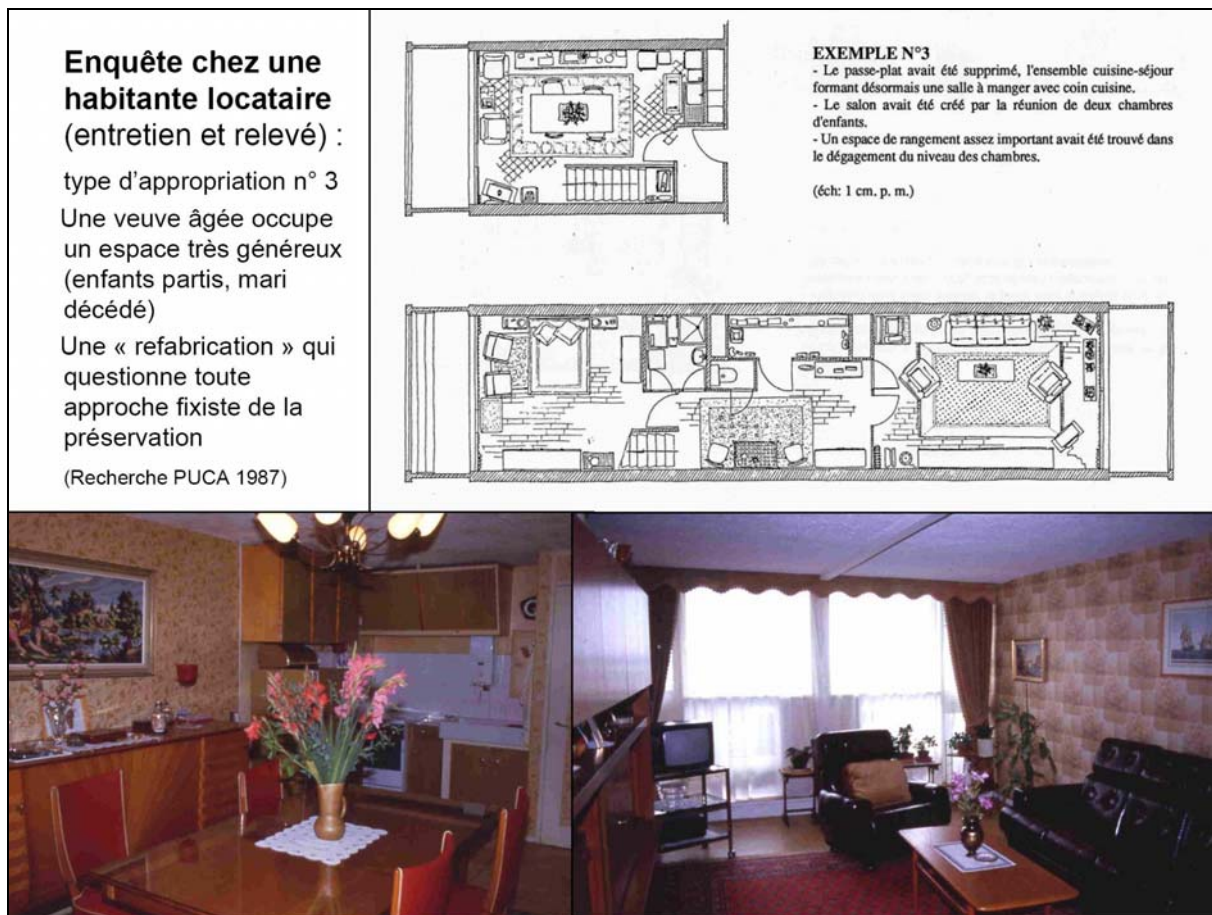 Enquête chez une
habitante locataire
(entretien et relevé) :
type d’appropriation n° 3
Une veuve âgée occupe
un espace très généreux
(enfants partis, mari
décédé)
Une « refabrication » qui
questionne toute
approche fixiste de la
préservation
(Recherche PUCA 1987)
EXEMPLE N°3
- Le passe-plat avait été supprimé, l'ensemble cuisine-séjour
formant désormais une salle à manger avec coin cuisine.
- Le salon avait été créé par la réunion de deux chambres
d'enfants.
- Un espace de rangement assez important avait été trouvé dans
le dégagement du niveau des chambres.
(éch: 1 cm. p. m.)